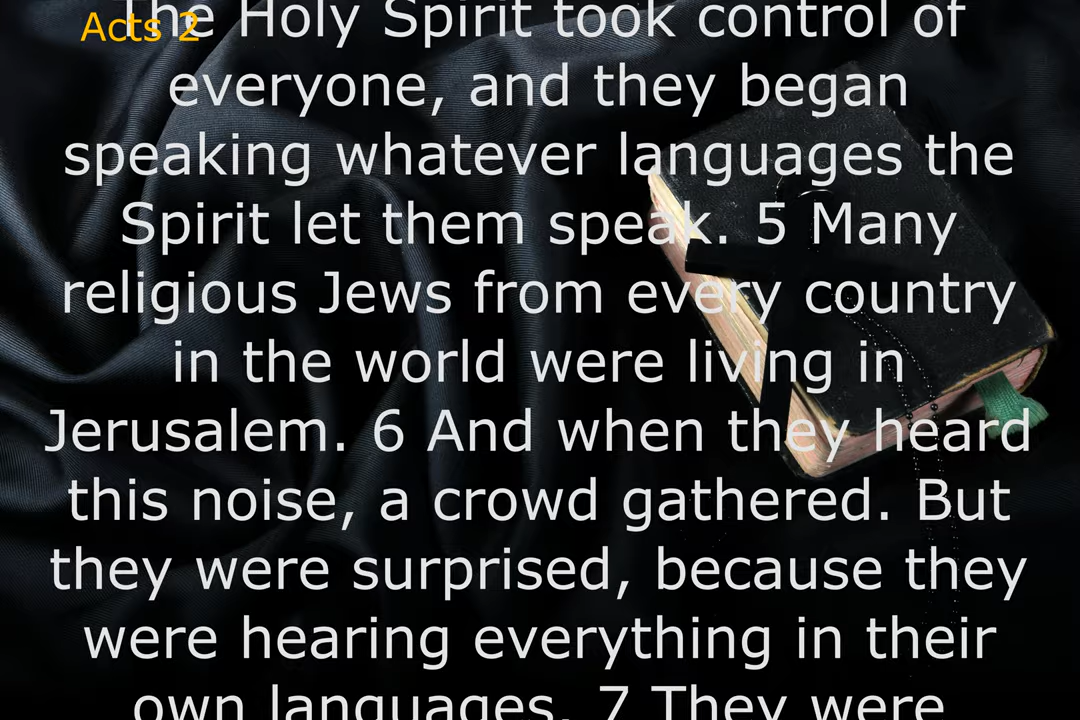 Acts 2
The Holy Spirit took control of
everyone, and they began
speaking whatever languages the
Spirit let them speak. 5 Many
religious Jews from every country
in the world were living in
Jerusalem. 6 And when they heard
this noise, a crowd gathered. But
they were surprised, because they
were hearing everything in their
own languages. 7 They were